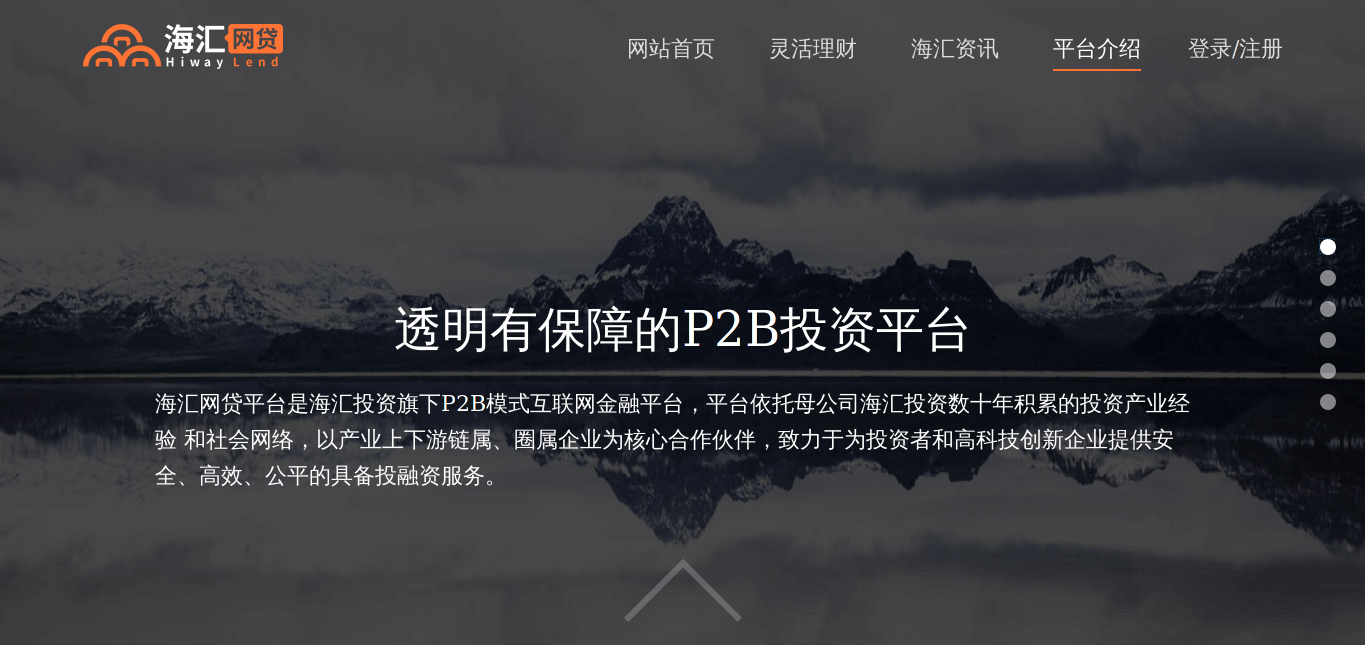 海汇网贷
Hiway Lend
网站首页 灵活理财 海汇资讯 平台介绍 登录/注册
透明有保障的P2B投资平台
海汇网贷平台是海汇投资旗下P2B模式互联网金融平台，平台依托母公司海汇投资数十年积累的投资产业经
验 和社会网络，以产业上下游链属、圈属企业为核心合作伙伴，致力于为投资者和高科技创新企业提供安
全、高效、公平的具备投融资服务。